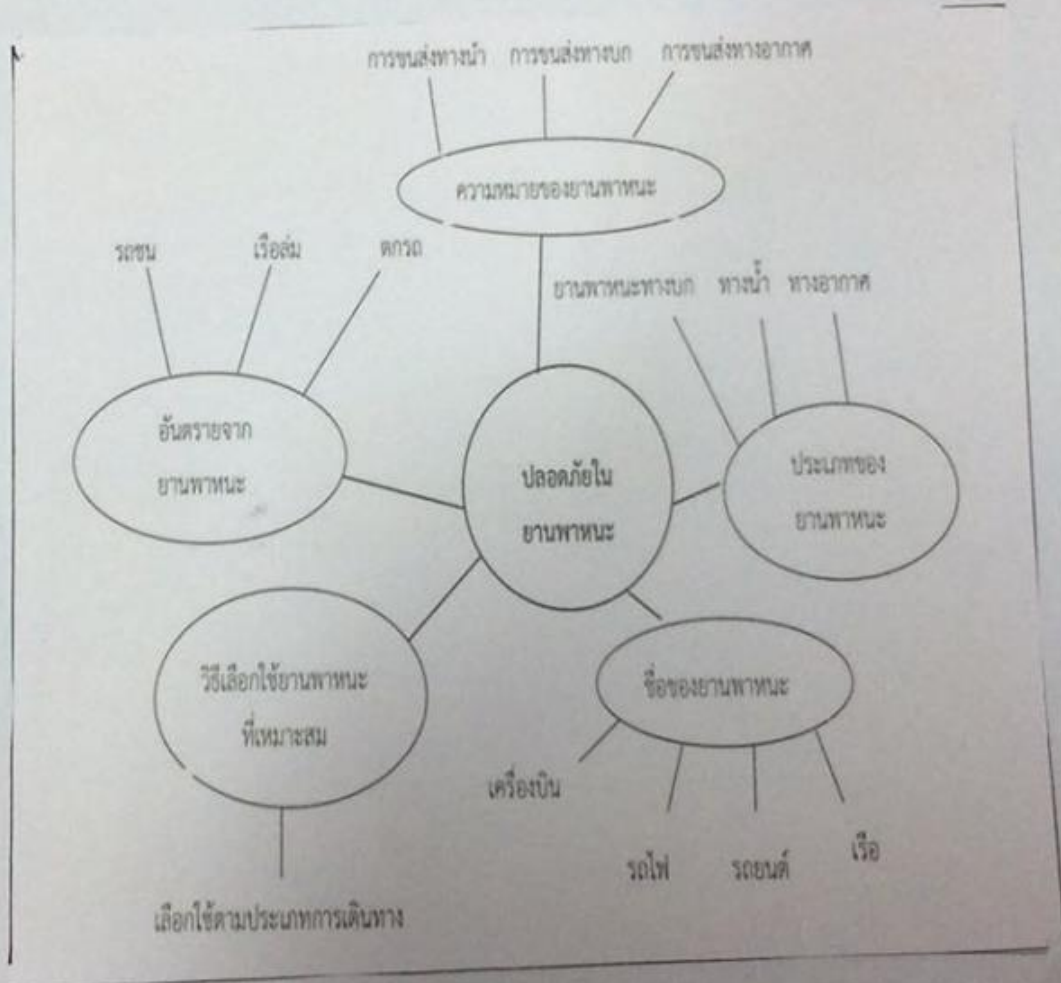 การขนส่งทางน้ำ การขนส่งทางบก การขนส่งทางอากาศ
ความหมายของยานพาหนะ
รถชน เรือล่ม ตกรถ
ยานพาหนะทางบก ทางน้ำ ทางอากาศ
อันตรายจาก
ยานพาหนะ
ปลอดภัยใน
ยานพาหนะ
ประเภทของ
ยานพาหนะ
วิธีเลือกใช้ยานพาหนะ
ที่เหมาะสม
ชื่อของยานพาหนะ
เครื่องบิน
รถไฟ รถยนต์ เรือ
เลือกใช้ตามประเภทการเดินทาง